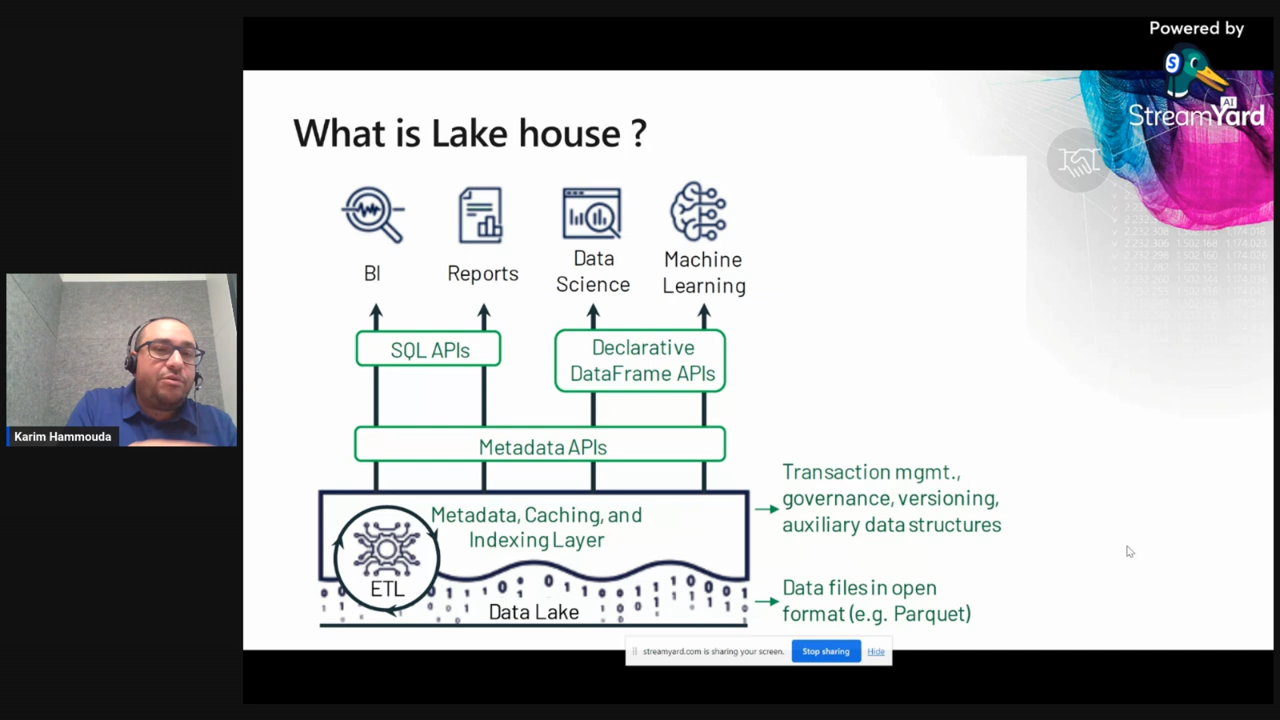 Powered by
S
AI
StreamYard
What is Lake house ?
BI
Reports
Data
Science
Machine
Learning
SQL APIs
Declarative
DataFrame APIs
Metadata APIs
Metadata, Caching, and
Indexing Layer
ETL
Data Lake
Transaction mgmt.,
governance, versioning,
auxiliary data structures
Data files in open
format (e.g. Parquet)
Karim Hammouda
streamyard.com is sharing your screen.
Stop sharing
Hide